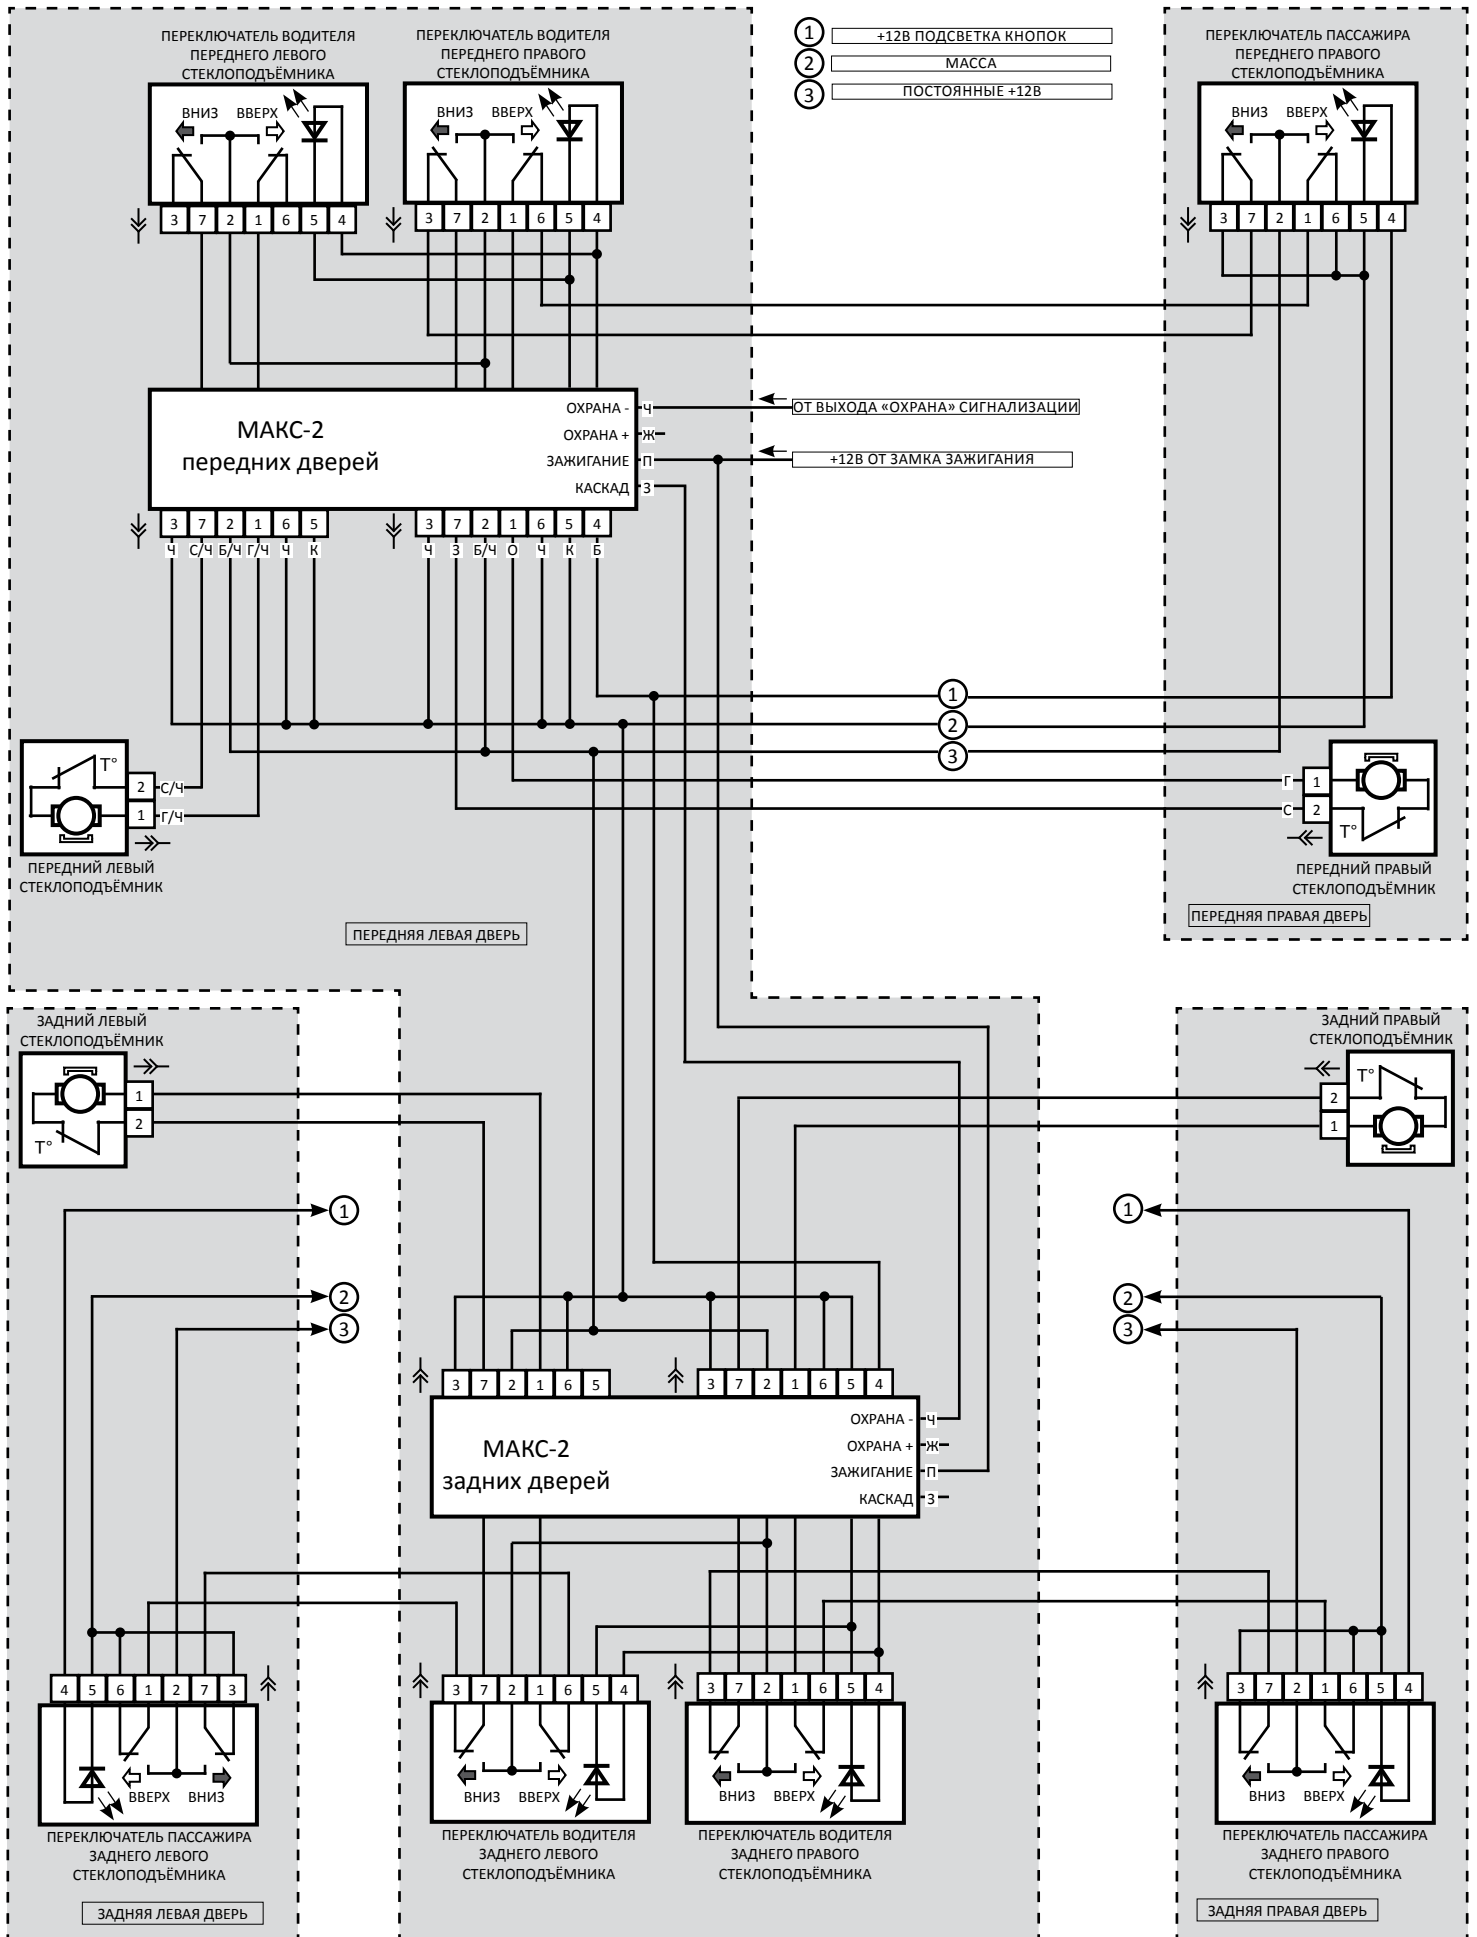 ПЕРЕКЛЮЧАТЕЛЬ ВОДИТЕЛЯ
ПЕРЕДНЕГО ЛЕВОГО
СТЕКЛОПОДЪЁМНИКА
ВНИЗ ВВЕРХ
3 7 2 1 6 5 4
ПЕРЕКЛЮЧАТЕЛЬ ВОДИТЕЛЯ
ПЕРЕДНЕГО ПРАВОГО
СТЕКЛОПОДЪЁМНИКА
ВНИЗ ВВЕРХ
3 7 2 1 6 5 4
1 +12В ПОДСВЕТКА КНОПОК
2 МАССА
3 ПОСТОЯННЫЕ +12В
ПЕРЕКЛЮЧАТЕЛЬ ПАССАЖИРА
ПЕРЕДНЕГО ПРАВОГО
СТЕКЛОПОДЪЁМНИКА
ВНИЗ ВВЕРХ
3 7 2 1 6 5 4
МАКС-2
передних дверей
ОХРАНА - Ч
ОХРАНА + Ж
ЗАЖИГАНИЕ П
КАСКАД З
ОТ ВЫХОДА «ОХРАНА» СИГНАЛИЗАЦИИ
+12В ОТ ЗАМКА ЗАЖИГАНИЯ
3 7 2 1 6 5
Ч С/Ч Б/Ч Г/Ч Ч К
3 7 2 1 6 5 4
Ч З Б/Ч О Ч К Б
1
2
3
T°
2 С/Ч
1 Г/Ч
ПЕРЕДНИЙ ЛЕВЫЙ
СТЕКЛОПОДЪЁМНИК
Г 1
С 2
T°
ПЕРЕДНИЙ ПРАВЫЙ
СТЕКЛОПОДЪЁМНИК
ПЕРЕДНЯЯ ПРАВАЯ ДВЕРЬ
ПЕРЕДНЯЯ ЛЕВАЯ ДВЕРЬ
ЗАДНИЙ ЛЕВЫЙ
СТЕКЛОПОДЪЁМНИК
1
2
T°
ЗАДНИЙ ПРАВЫЙ
СТЕКЛОПОДЪЁМНИК
T°
2
1
1
2
3
1
2
3
3 7 2 1 6 5
3 7 2 1 6 5 4
МАКС-2
задних дверей
ОХРАНА - Ч
ОХРАНА + Ж
ЗАЖИГАНИЕ П
КАСКАД З
4 5 6 1 2 7 3
ВВЕРХ ВНИЗ
ПЕРЕКЛЮЧАТЕЛЬ ПАССАЖИРА
ЗАДНЕГО ЛЕВОГО
СТЕКЛОПОДЪЁМНИКА
ЗАДНЯЯ ЛЕВАЯ ДВЕРЬ
3 7 2 1 6 5 4
ВНИЗ ВВЕРХ
ПЕРЕКЛЮЧАТЕЛЬ ВОДИТЕЛЯ
ЗАДНЕГО ЛЕВОГО
СТЕКЛОПОДЪЁМНИКА
3 7 2 1 6 5 4
ВНИЗ ВВЕРХ
ПЕРЕКЛЮЧАТЕЛЬ ВОДИТЕЛЯ
ЗАДНЕГО ПРАВОГО
СТЕКЛОПОДЪЁМНИКА
3 7 2 1 6 5 4
ВНИЗ ВВЕРХ
ПЕРЕКЛЮЧАТЕЛЬ ПАССАЖИРА
ЗАДНЕГО ПРАВОГО
СТЕКЛОПОДЪЁМНИКА
ЗАДНЯЯ ПРАВАЯ ДВЕРЬ